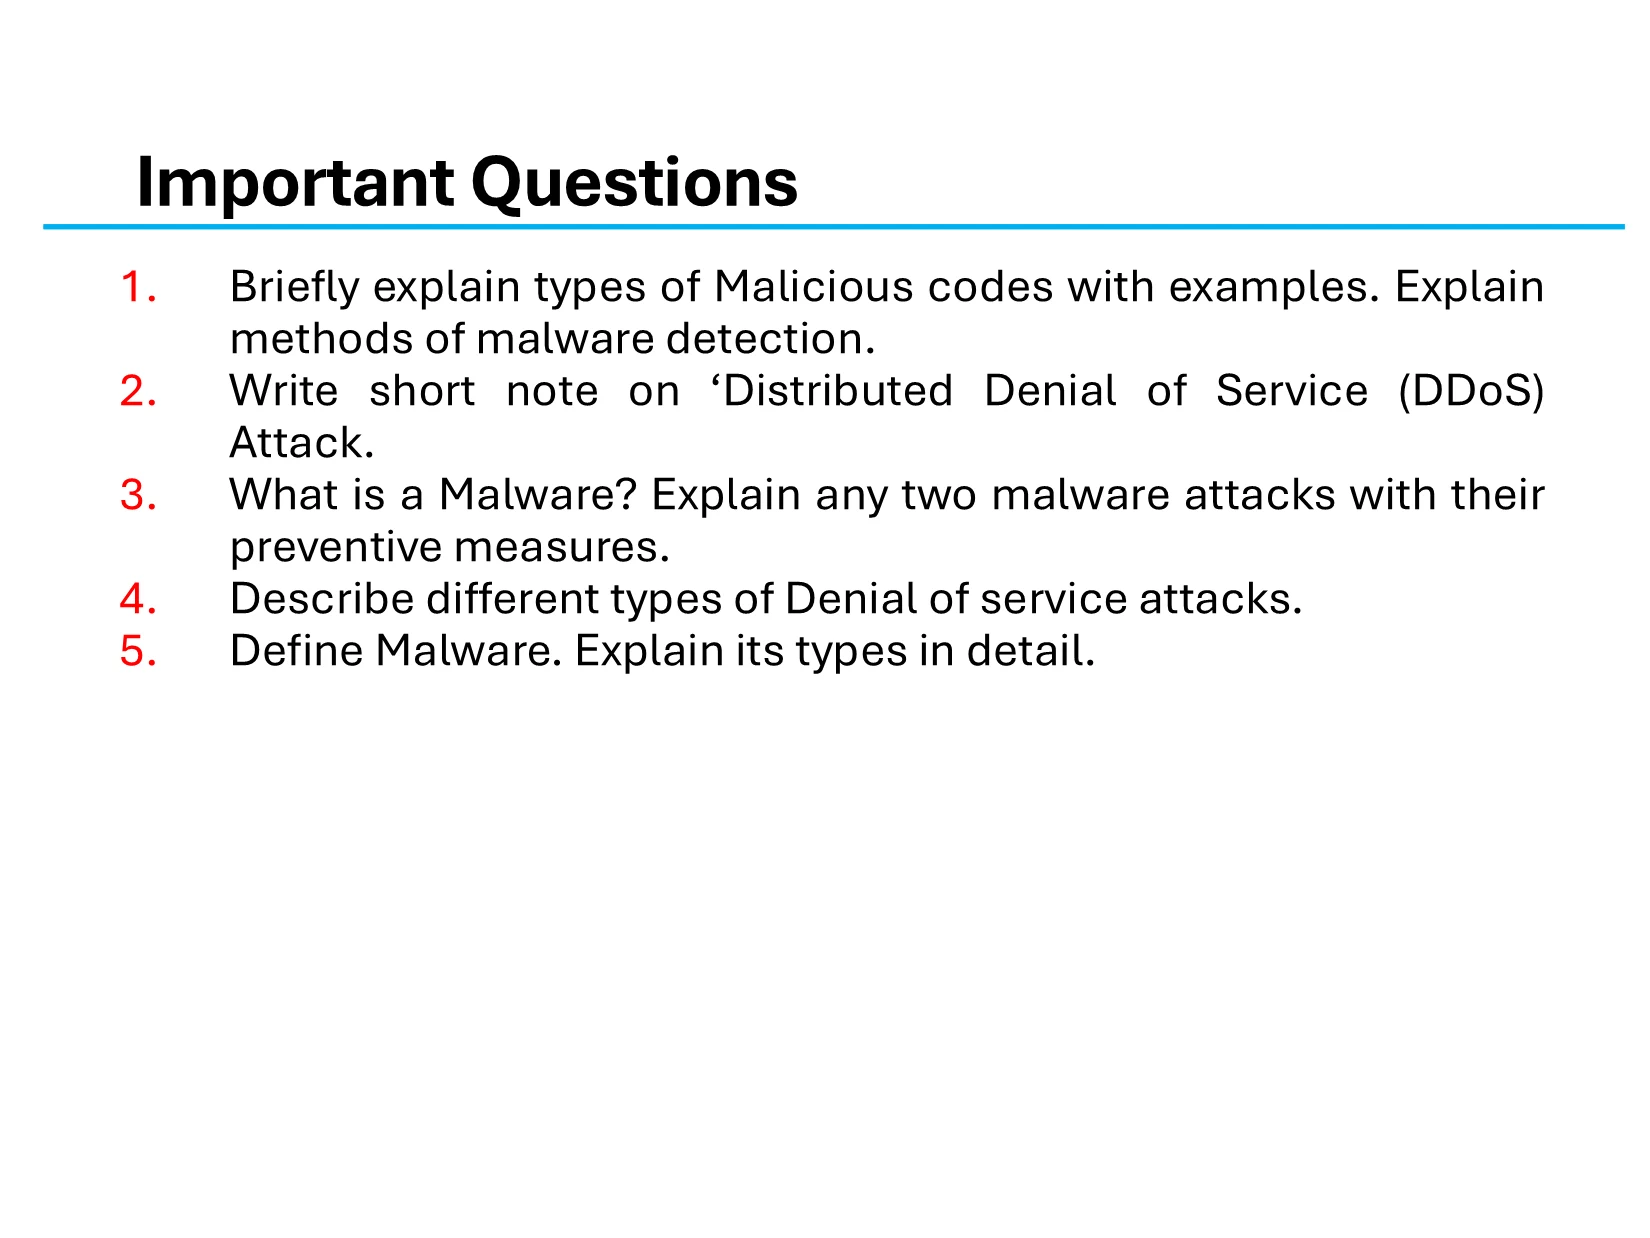 Important Questions
1. Briefly explain types of Malicious codes with examples. Explain
methods of malware detection.
2. Write short note on ‘Distributed Denial of Service (DDoS)
Attack.
3. What is a Malware? Explain any two malware attacks with their
preventive measures.
4. Describe different types of Denial of service attacks.
5. Define Malware. Explain its types in detail.